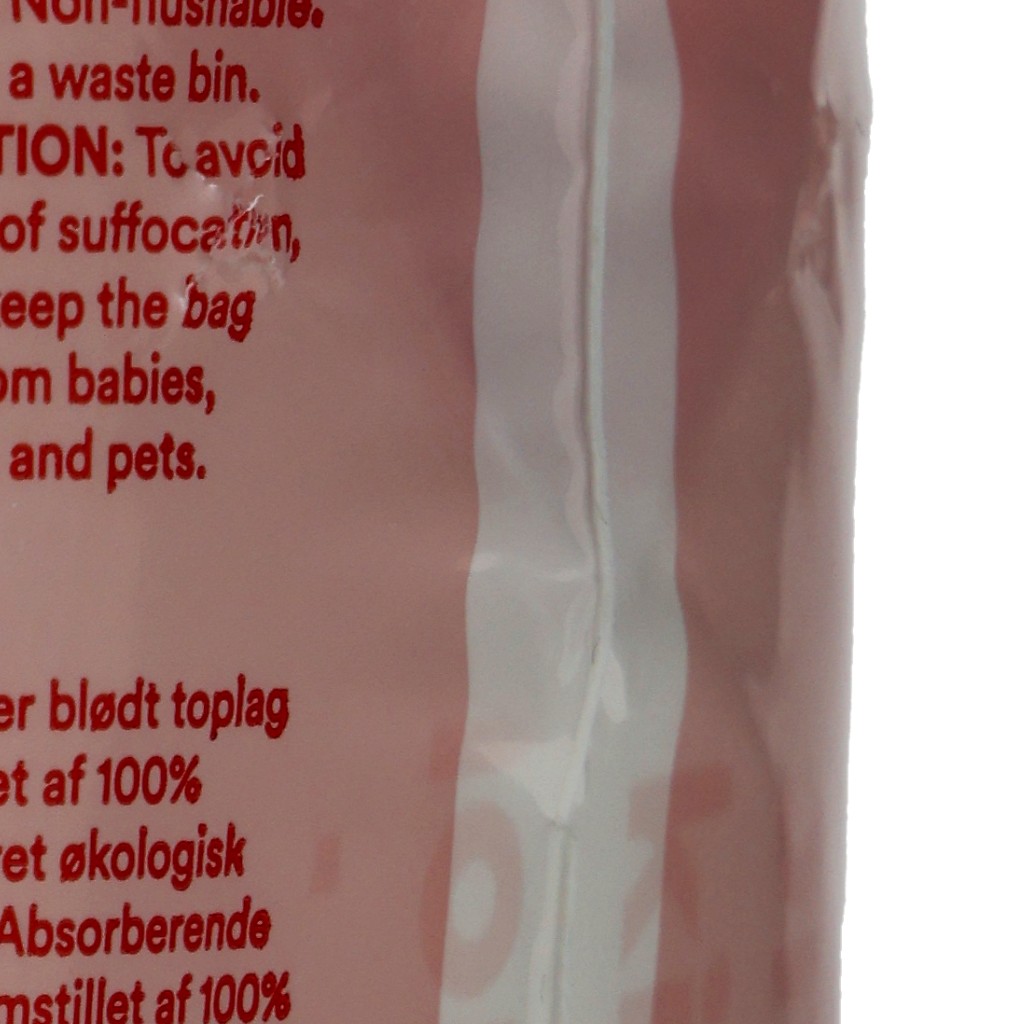 Non-flushable.
a waste bin.
TION: To avoid
of suffocation,
keep the bag
om babies,
and pets.
er blødt toplag
et af 100%
ret økologisk
Absorberende
mstillet af 100%